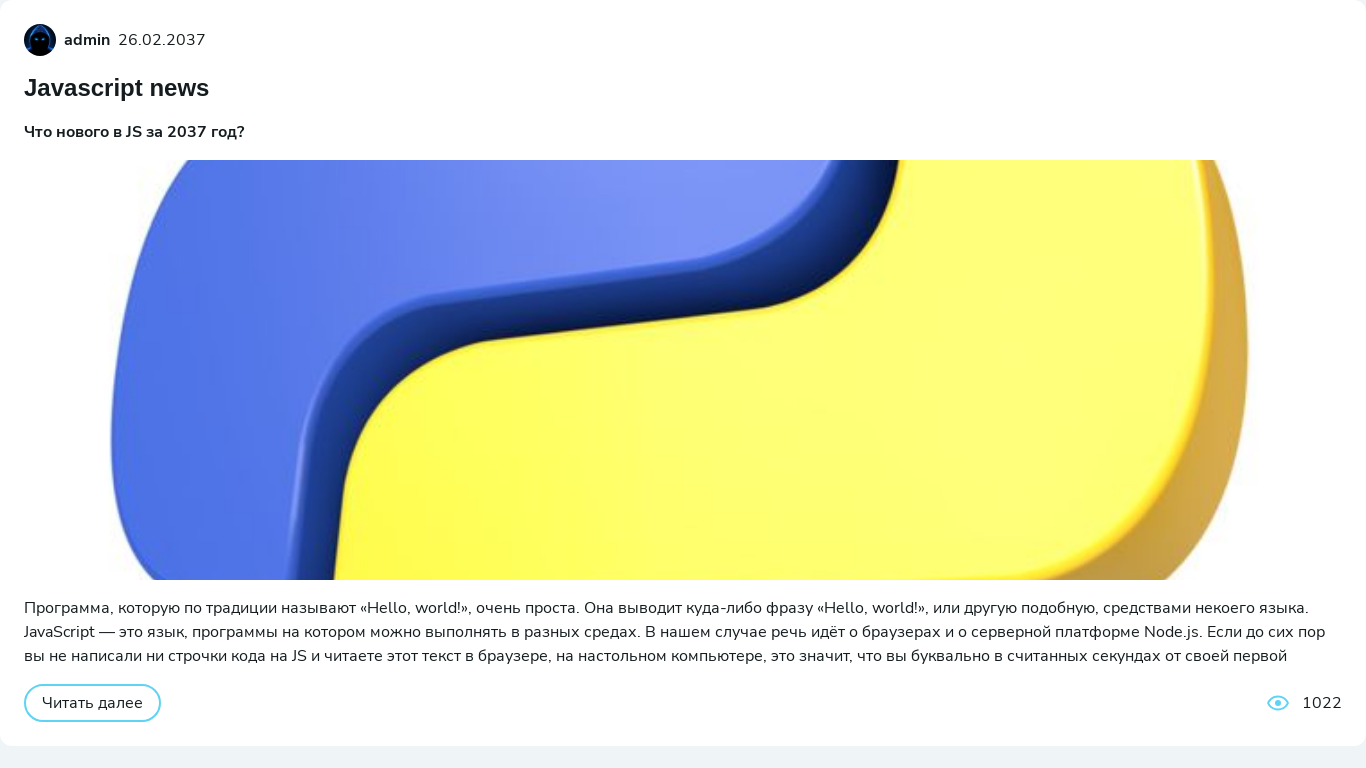 admin 26.02.2037
Javascript news
Что нового в JS за 2037 год?
Программа, которую по традиции называют «Hello, world!», очень проста. Она выводит куда-либо фразу «Hello, world!», или другую подобную, средствами некоего языка.
JavaScript — это язык, программы на котором можно выполнять в разных средах. В нашем случае речь идёт о браузерах и о серверной платформе Node.js. Если до сих пор
вы не написали ни строчки кода на JS и читаете этот текст в браузере, на настольном компьютере, это значит, что вы буквально в считанных секундах от своей первой
Читать далее 1022